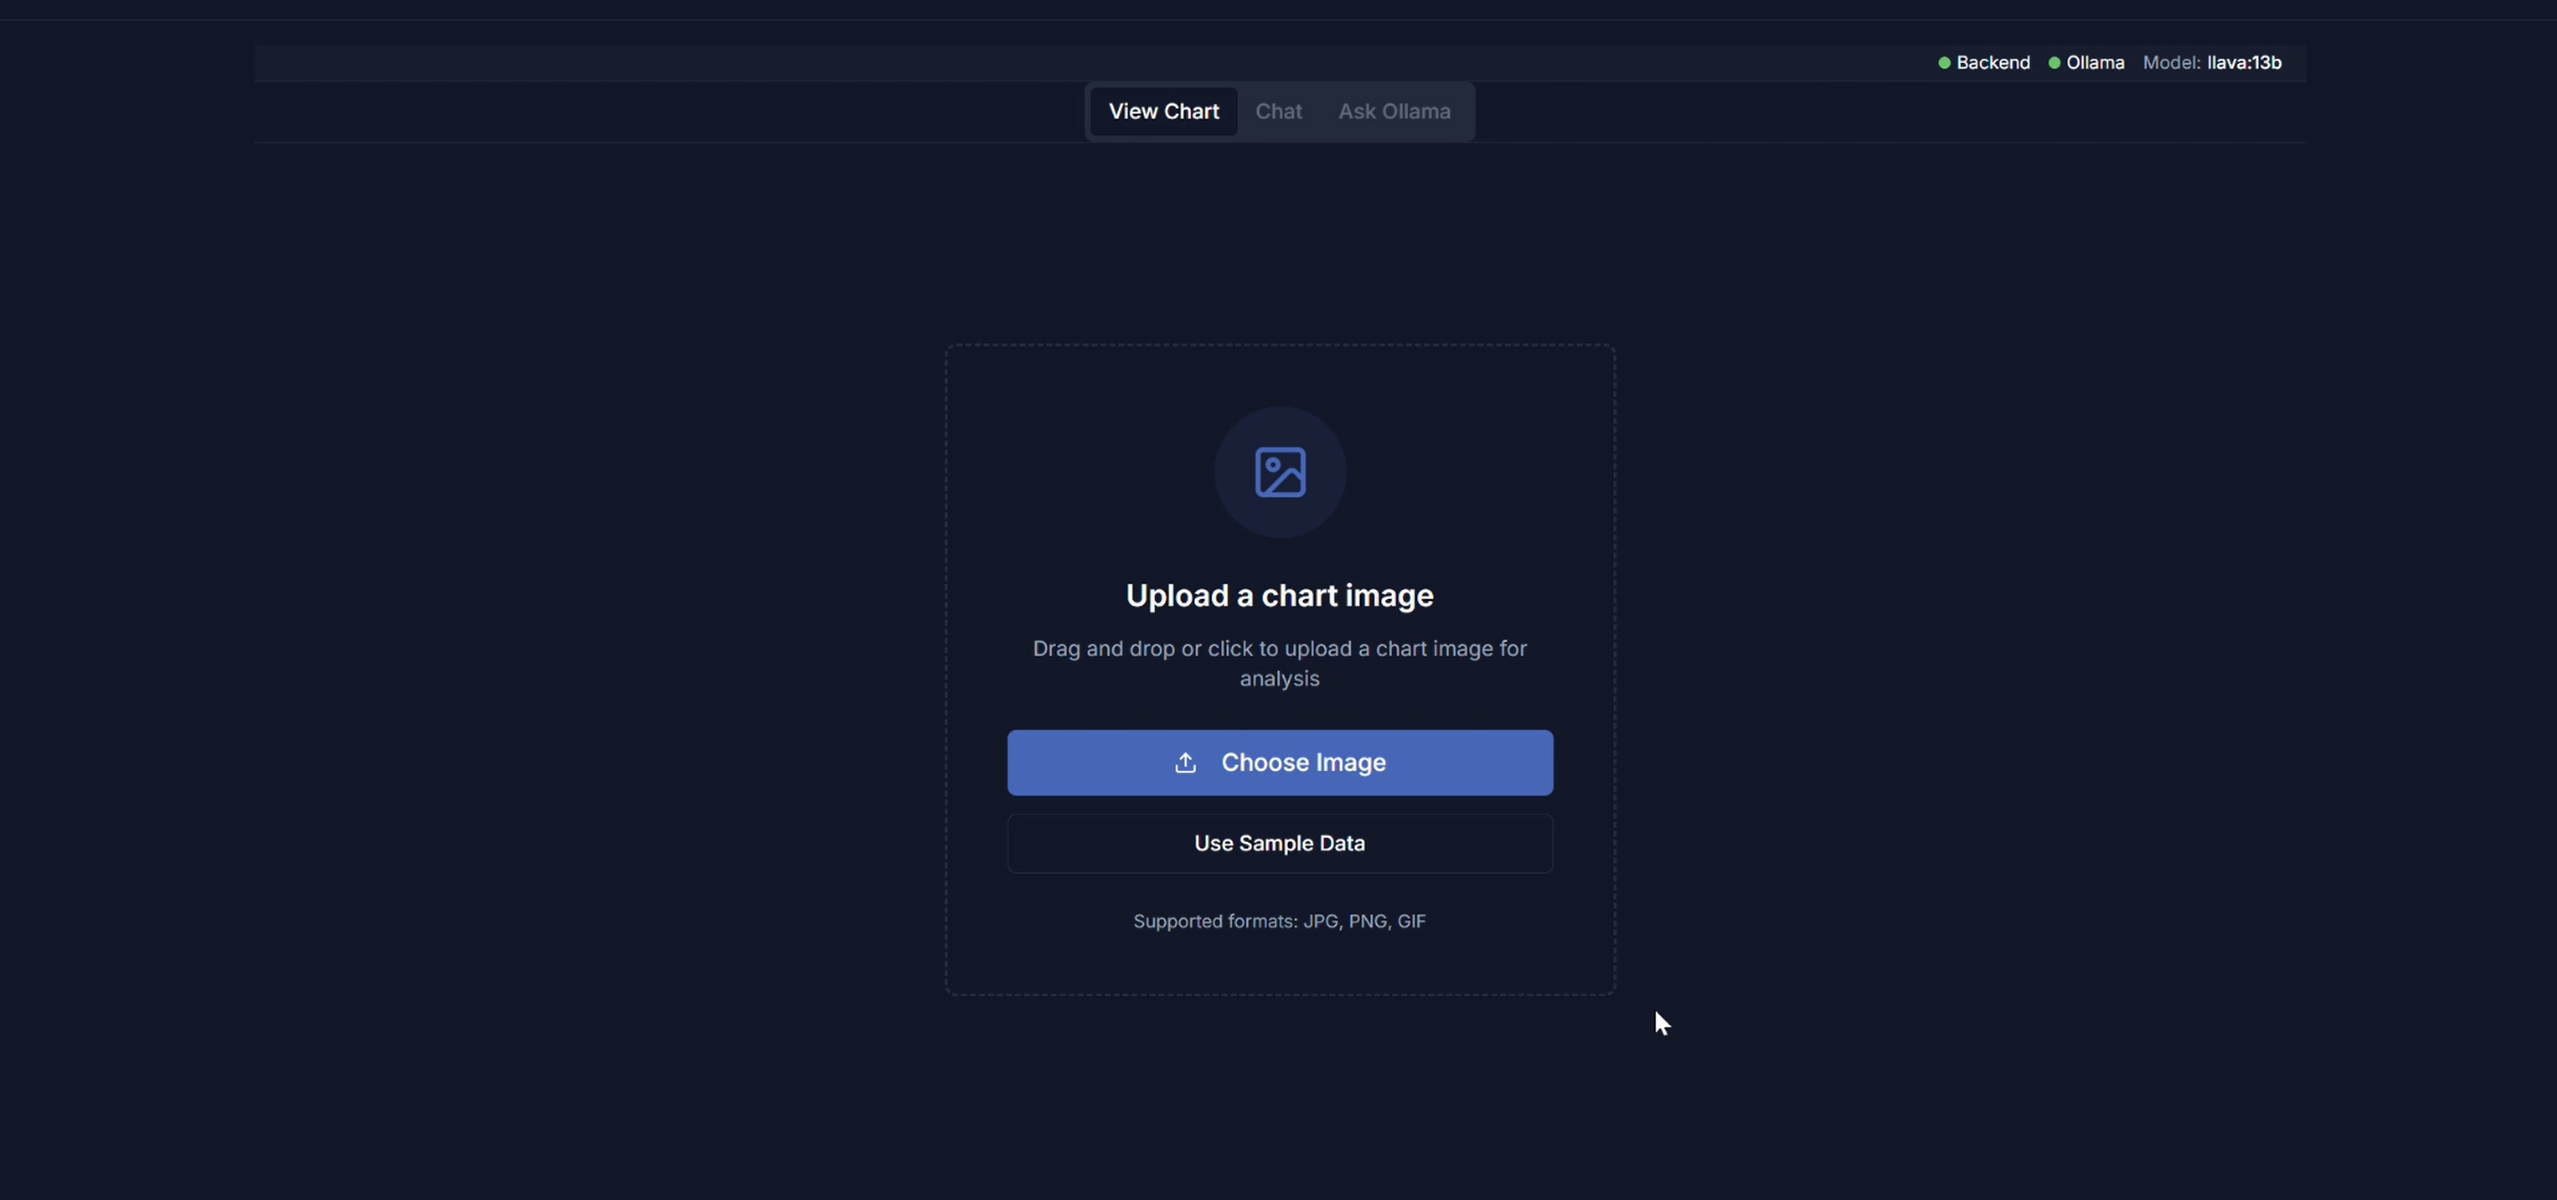 Backend Ollama Model: llava:13b
View Chart Chat Ask Ollama
Upload a chart image
Drag and drop or click to upload a chart image for
analysis
Choose Image
Use Sample Data
Supported formats: JPG, PNG, GIF